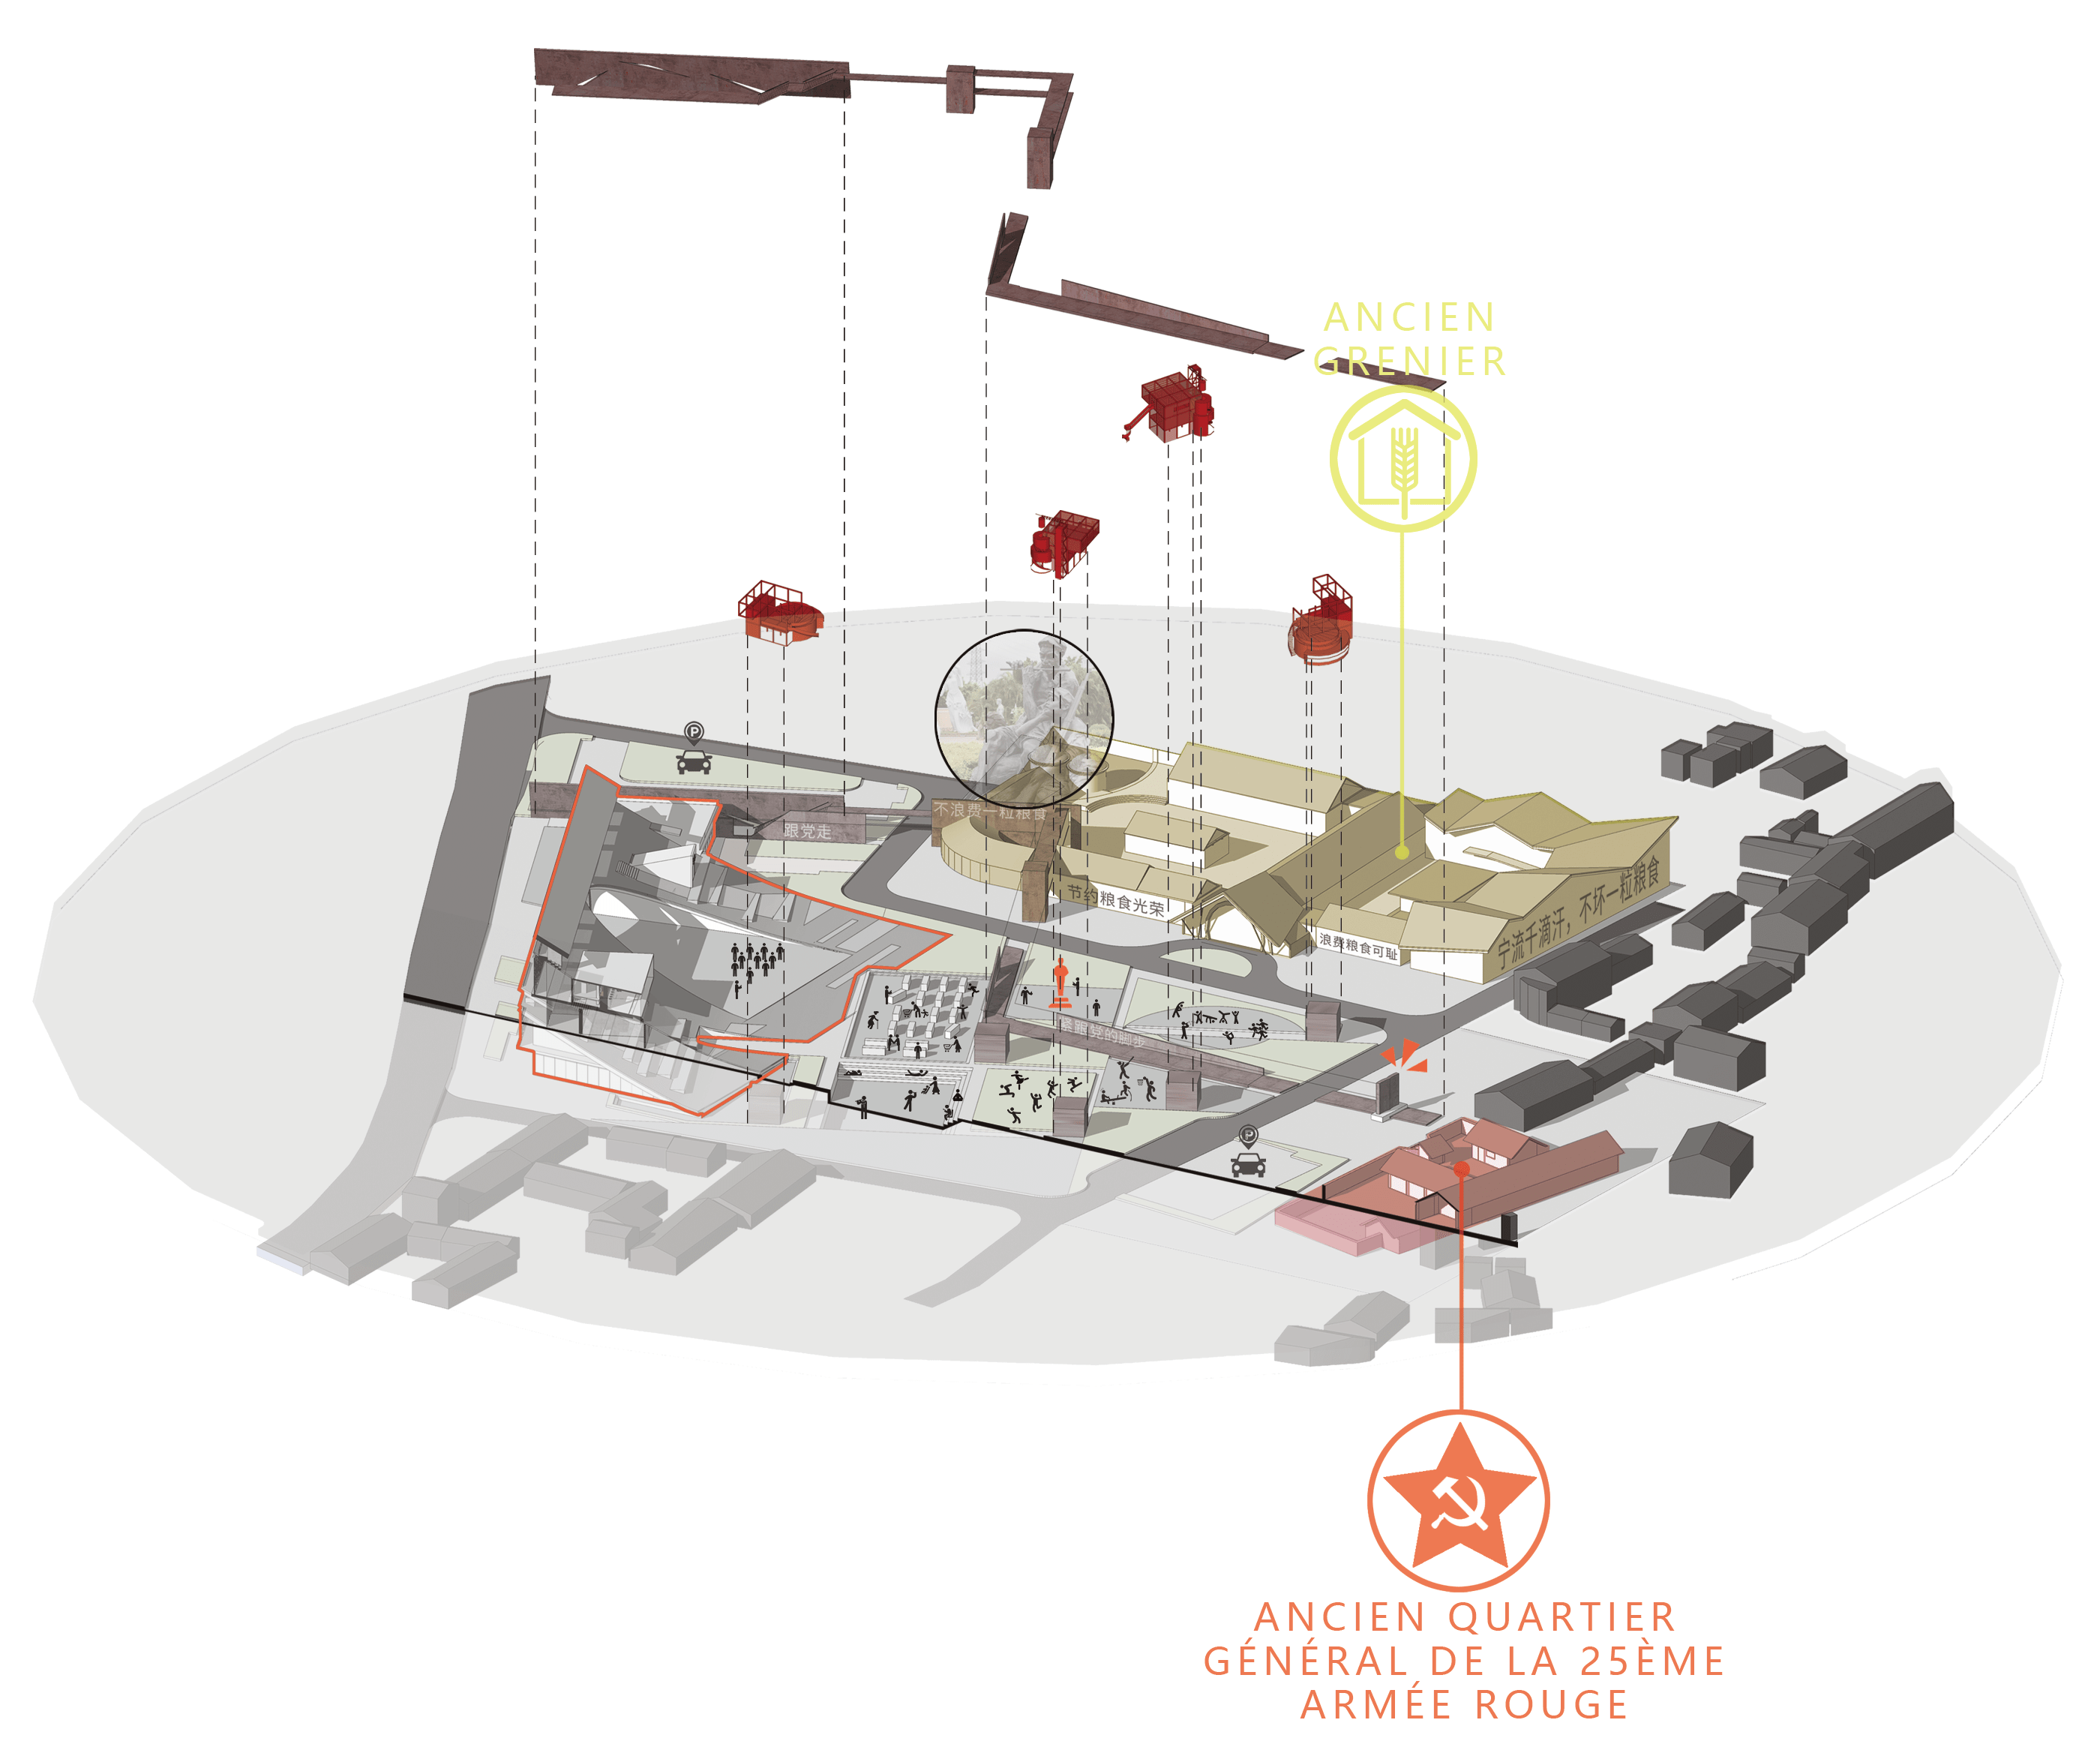 ANCIEN
GRENIER
P
不浪费一粒粮食
跟党走
节约粮食光荣
浪费粮食可耻
宁流千滴汗，不坏一粒粮食
紧跟党的脚步
P
ANCIEN QUARTIER
GÉNÉRAL DE LA 25ÈME
ARMÉE ROUGE